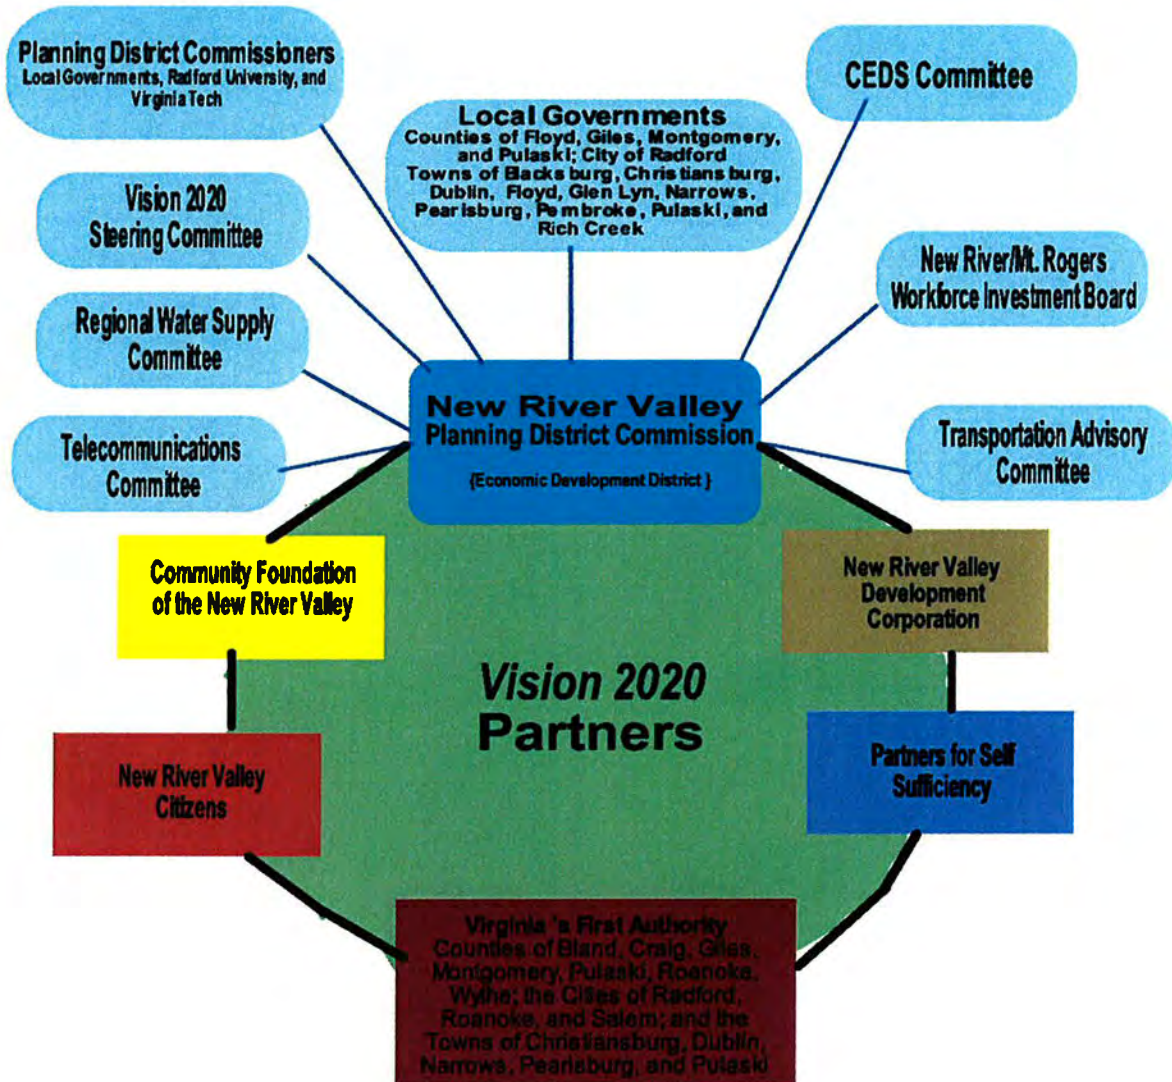 Planning District Commissioners
Local Governments, Radford University, and
Virginia Tech
CEDS Committee
Local Governments
Counties of Floyd, Giles, Montgomery,
and Pulaski; City of Radford
Towns of Blacksburg, Christiansburg,
Dublin, Floyd, Glen Lyn, Narrows,
Pearisburg, Pembroke, Pulaski, and
Rich Creek
Vision 2020
Steering Committee
New River/Mt. Rogers
Workforce Investment Board
Regional Water Supply
Committee
New River Valley
Planning District Commission
{Economic Development District }
Telecommunications
Committee
Transportation Advisory
Committee
Community Foundation
of the New River Valley
New River Valley
Development
Corporation
Vision 2020
Partners
New River Valley
Citizens
Partners for Self
Sufficiency
Virginia 's First Authority
Counties of Bland, Craig, Giles,
Montgomery, Pulaski, Roanoke,
Wythe; the Cities of Radford,
Roanoke, and Salem; and the
Towns of Christiansburg, Dublin,
Narrows, Pearisburg, and Pulaski